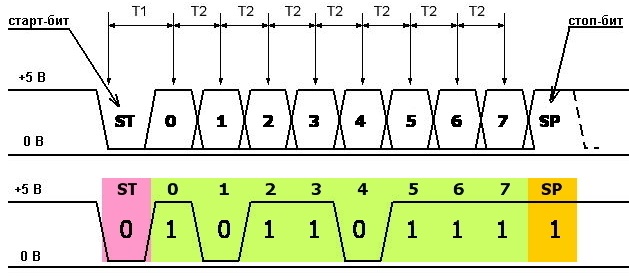 T1 T2 T2 T2 T2 T2 T2 T2
старт-бит стоп-бит
+5 В
ST 0 1 2 3 4 5 6 7 SP
0 В
+5 В ST 0 1 2 3 4 5 6 7 SP
0 1 0 1 1 0 1 1 1 1
0 В